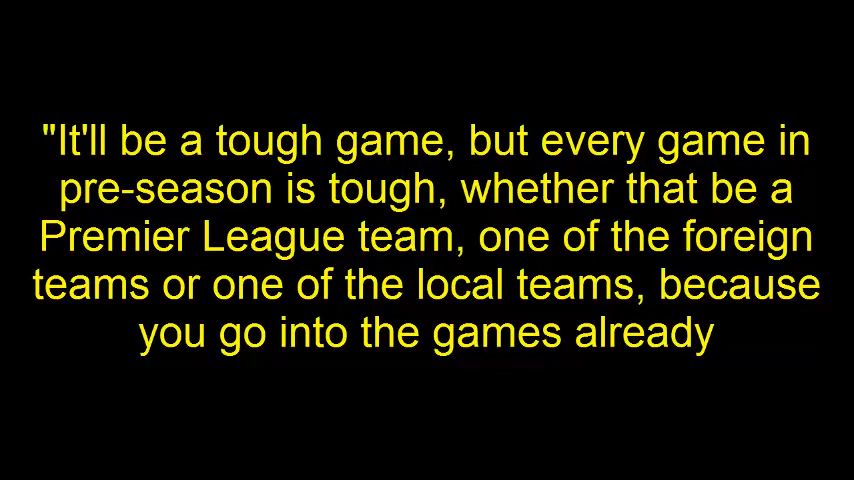 "It'll be a tough game, but every game in
pre-season is tough, whether that be a
Premier League team, one of the foreign
teams or one of the local teams, because
you go into the games already